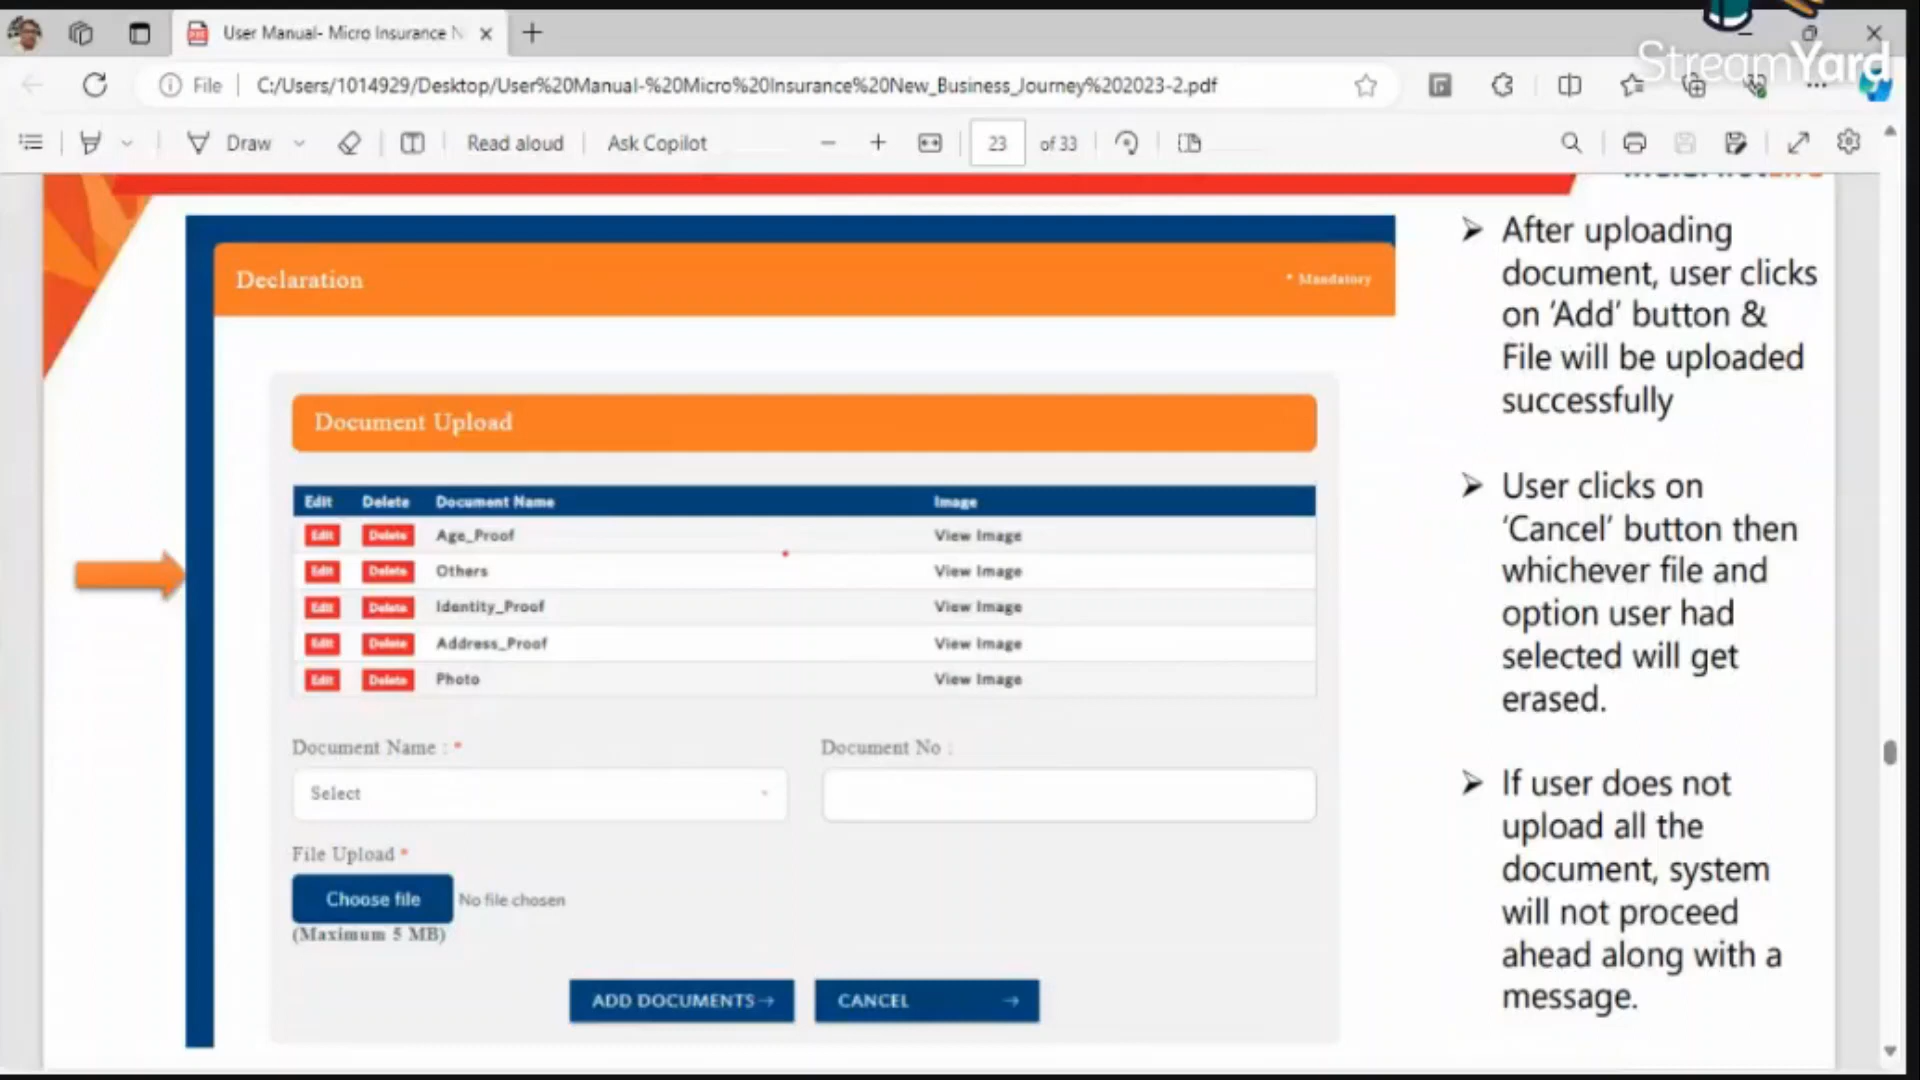 User Manual- Micro Insurance N
StreamYard
File
C:/Users/1014929/Desktop/User%20Manual-%20Micro%20Insurance%20New_Business_Journey%202023-2.pdf
Draw
Read aloud
Ask Copilot
23
of 33
Declaration
* Mandatory
Document Upload
Edit Delete Document Name Image
Edit Delete Age_Proof View Image
Edit Delete Others View Image
Edit Delete Identity_Proof View Image
Edit Delete Address_Proof View Image
Edit Delete Photo View Image
Document Name : *
Document No :
Select
File Upload *
Choose file No file chosen
(Maximum 5 MB)
ADD DOCUMENTS→
CANCEL →
➢ After uploading
document, user clicks
on ‘Add’ button &
File will be uploaded
successfully
➢ User clicks on
‘Cancel’ button then
whichever file and
option user had
selected will get
erased.
➢ If user does not
upload all the
document, system
will not proceed
ahead along with a
message.